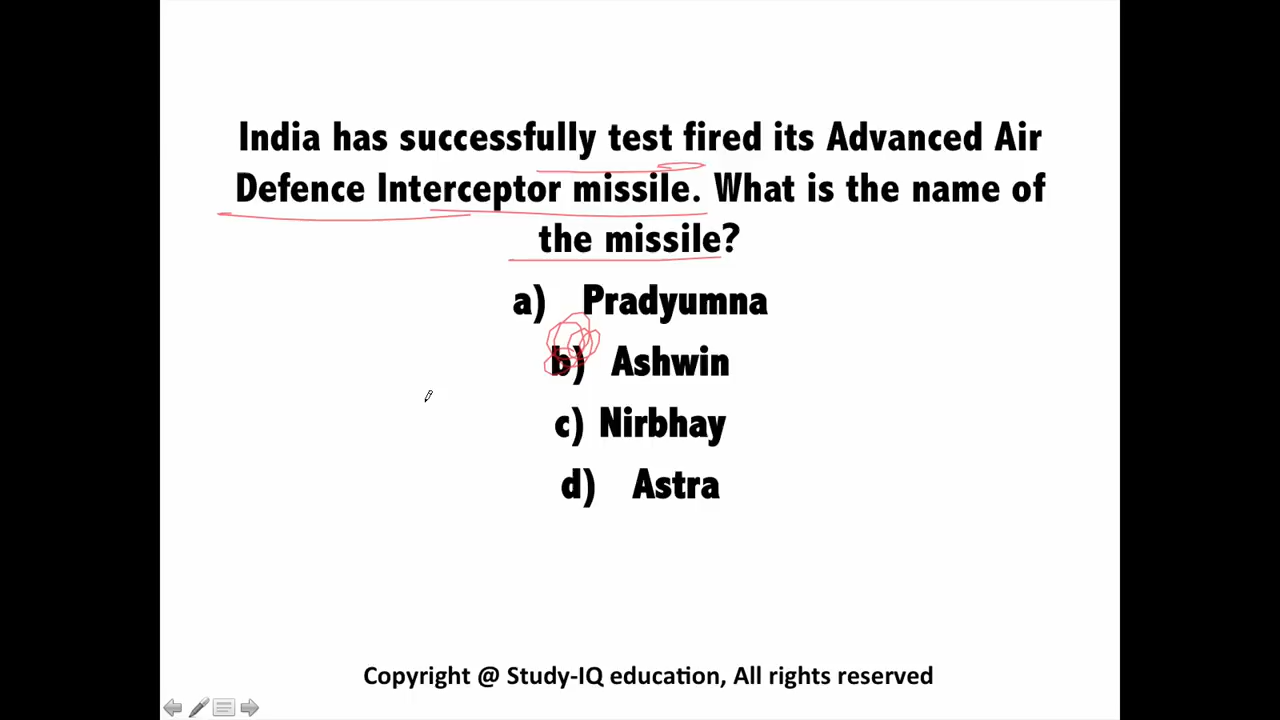 India has successfully test fired its Advanced Air
Defence Interceptor missile. What is the name of
the missile?
a) Pradyumna
b) Ashwin
c) Nirbhay
d) Astra
Copyright @ Study-IQ education, All rights reserved